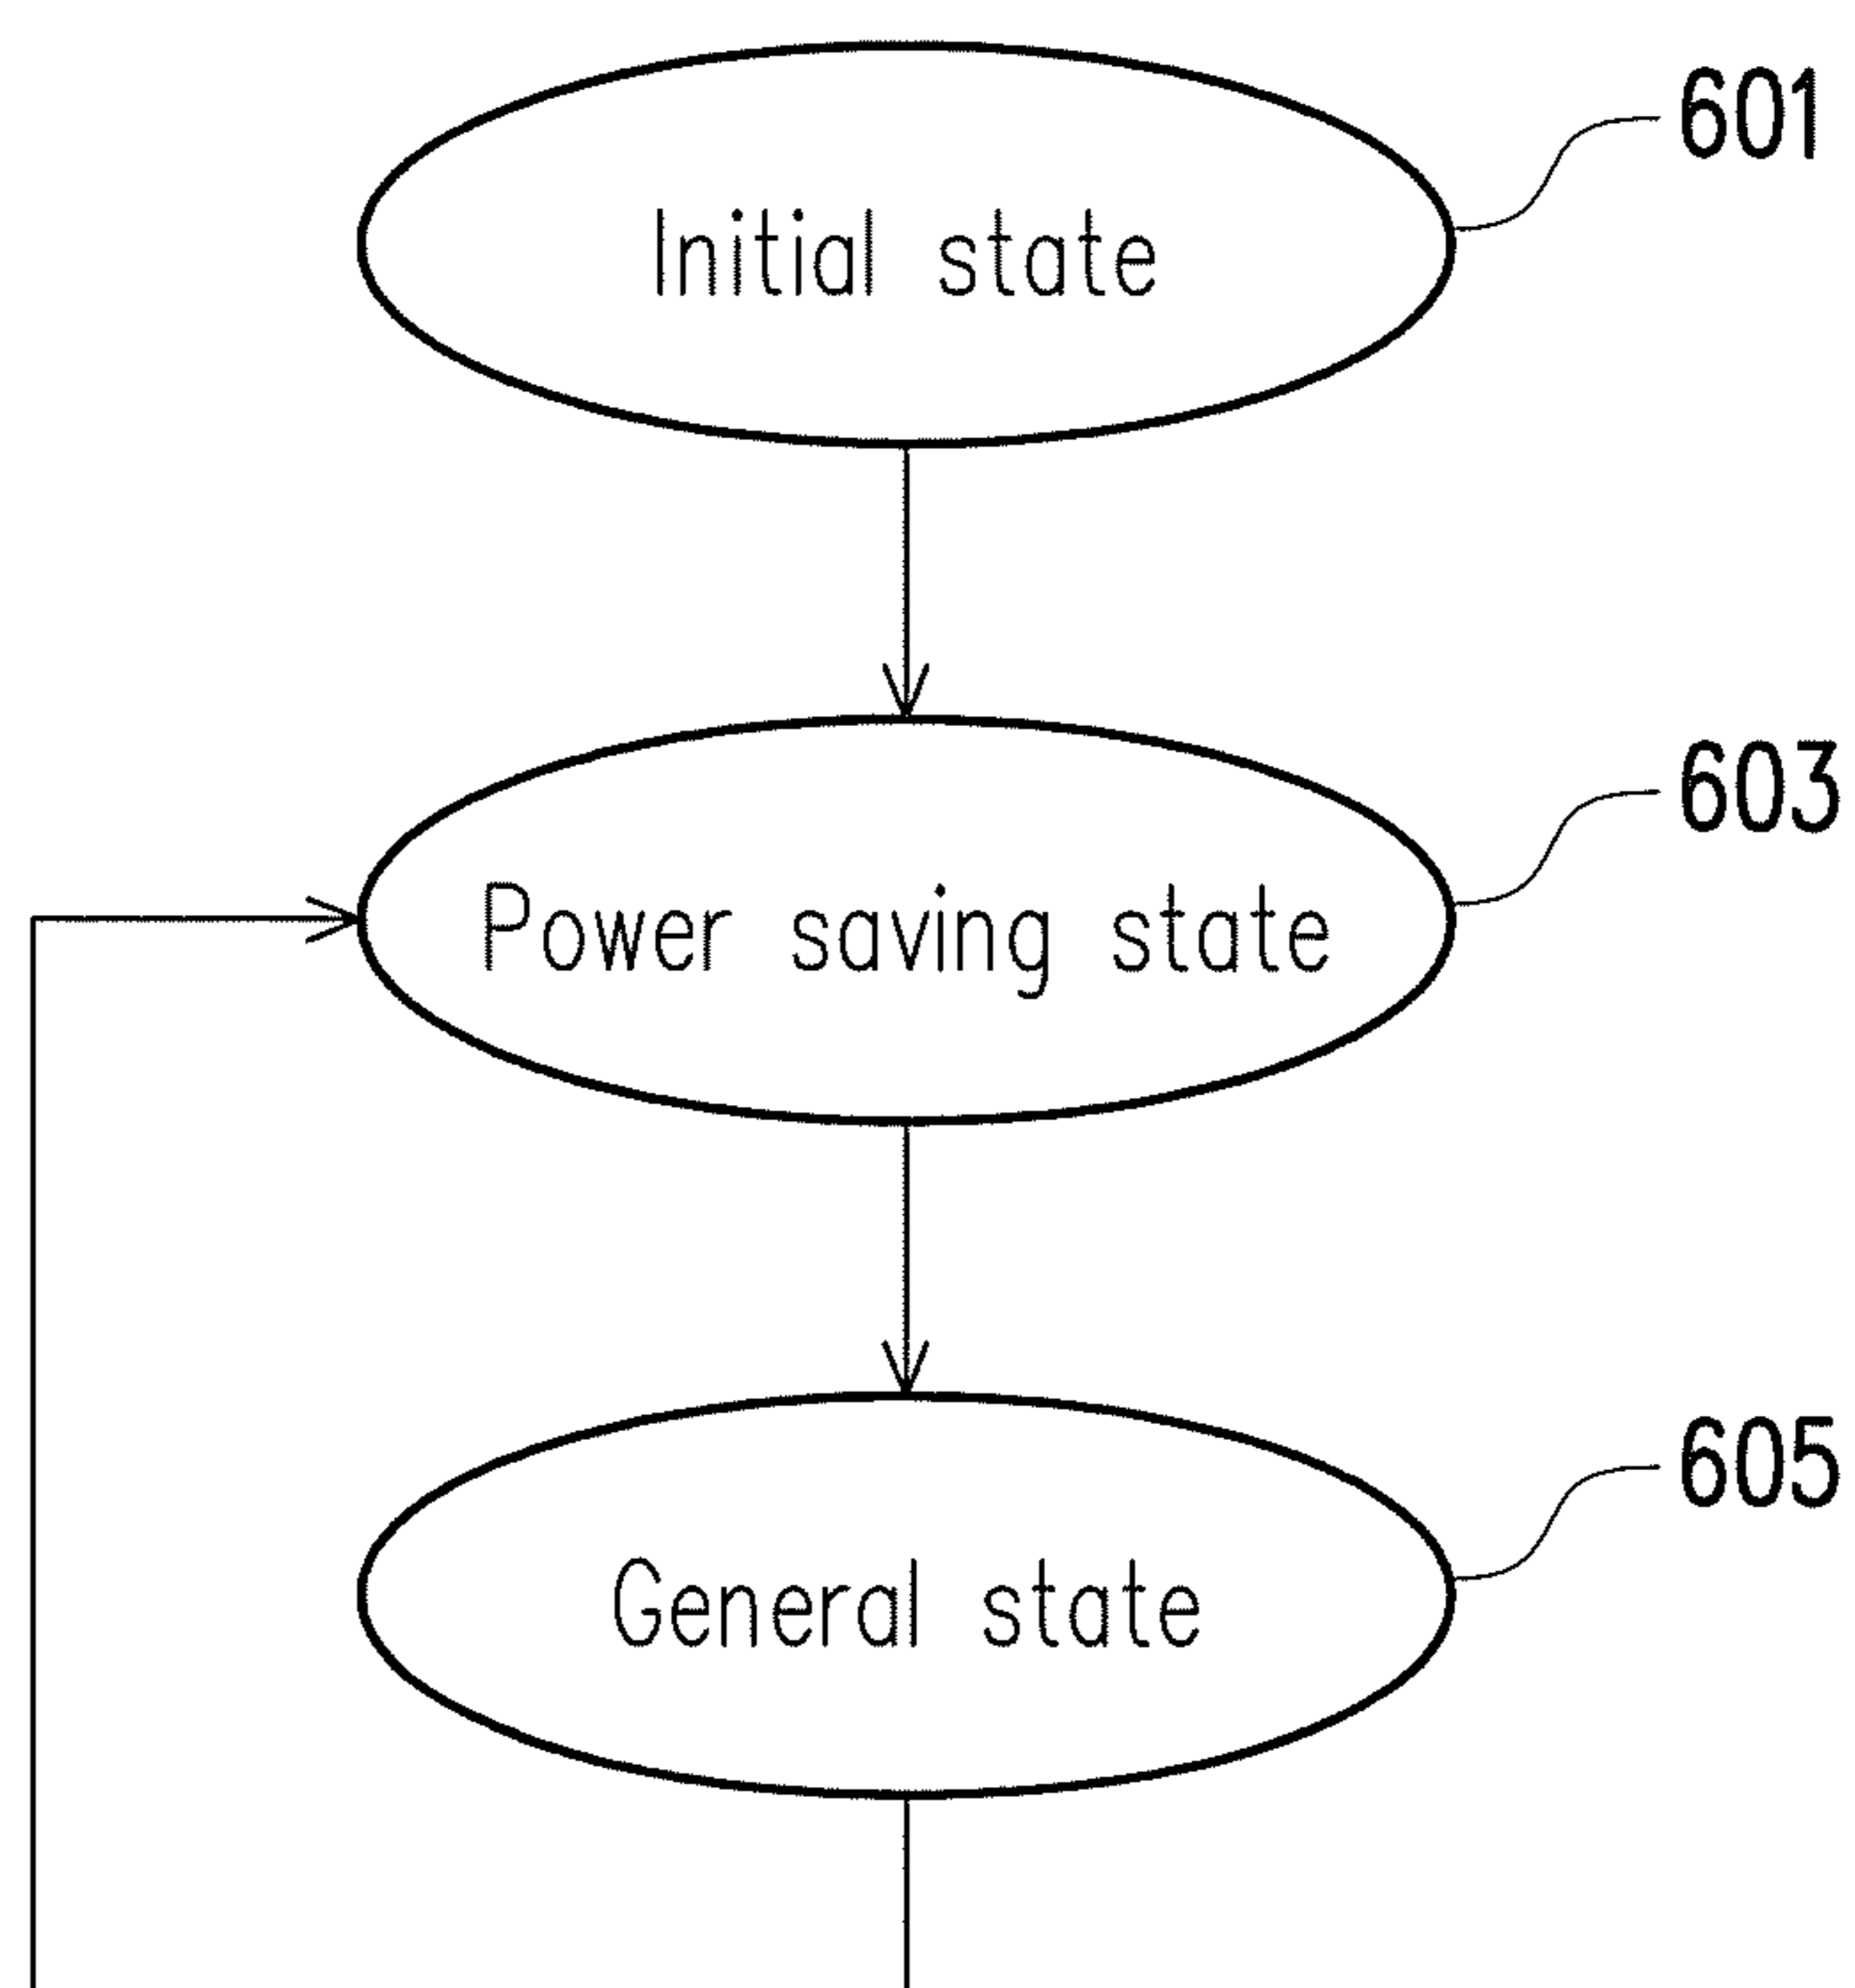 601
Initial state
603
Power saving state
605
General state